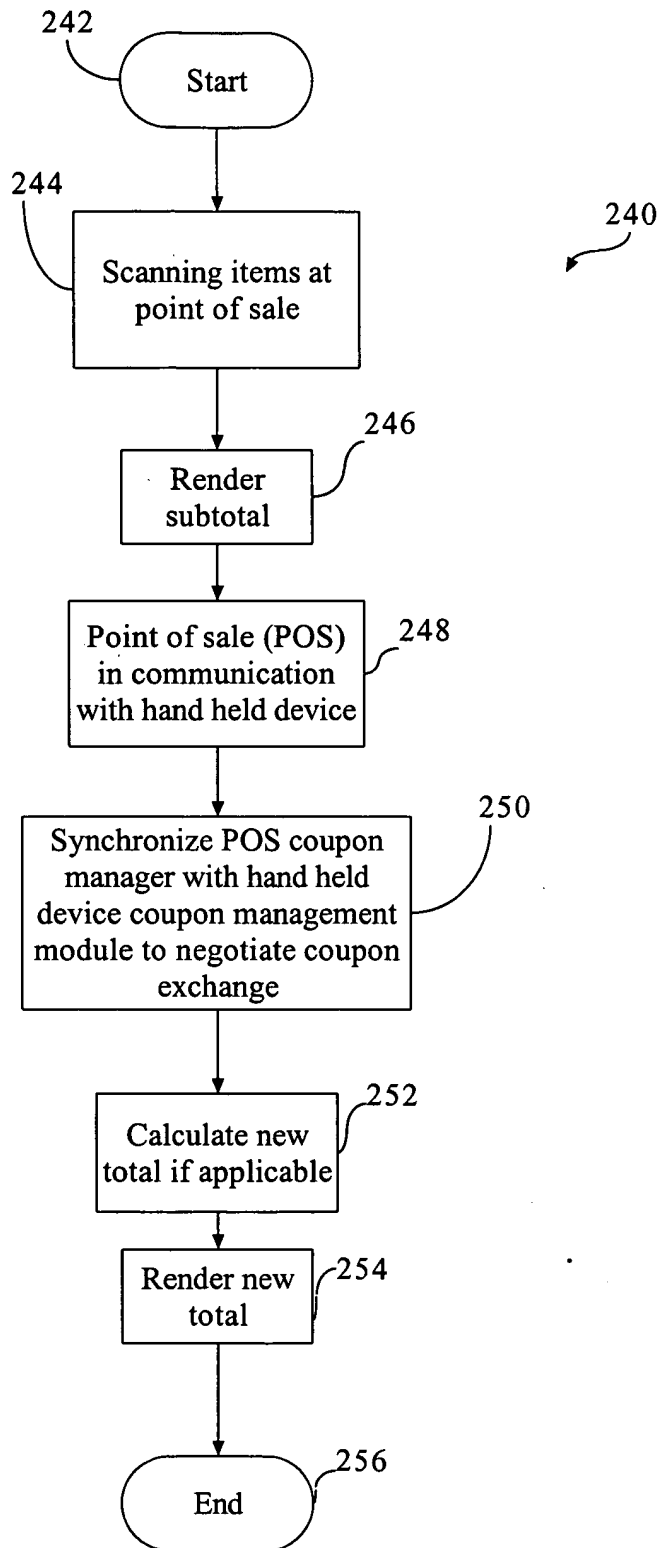 242
Start
244
240
Scanning items at
point of sale
246
Render
subtotal
248
Point of sale (POS)
in communication
with hand held device
250
Synchronize POS coupon
manager with hand held
device coupon management
module to negotiate coupon
exchange
252
Calculate new
total if applicable
254
Render new
total
256
End